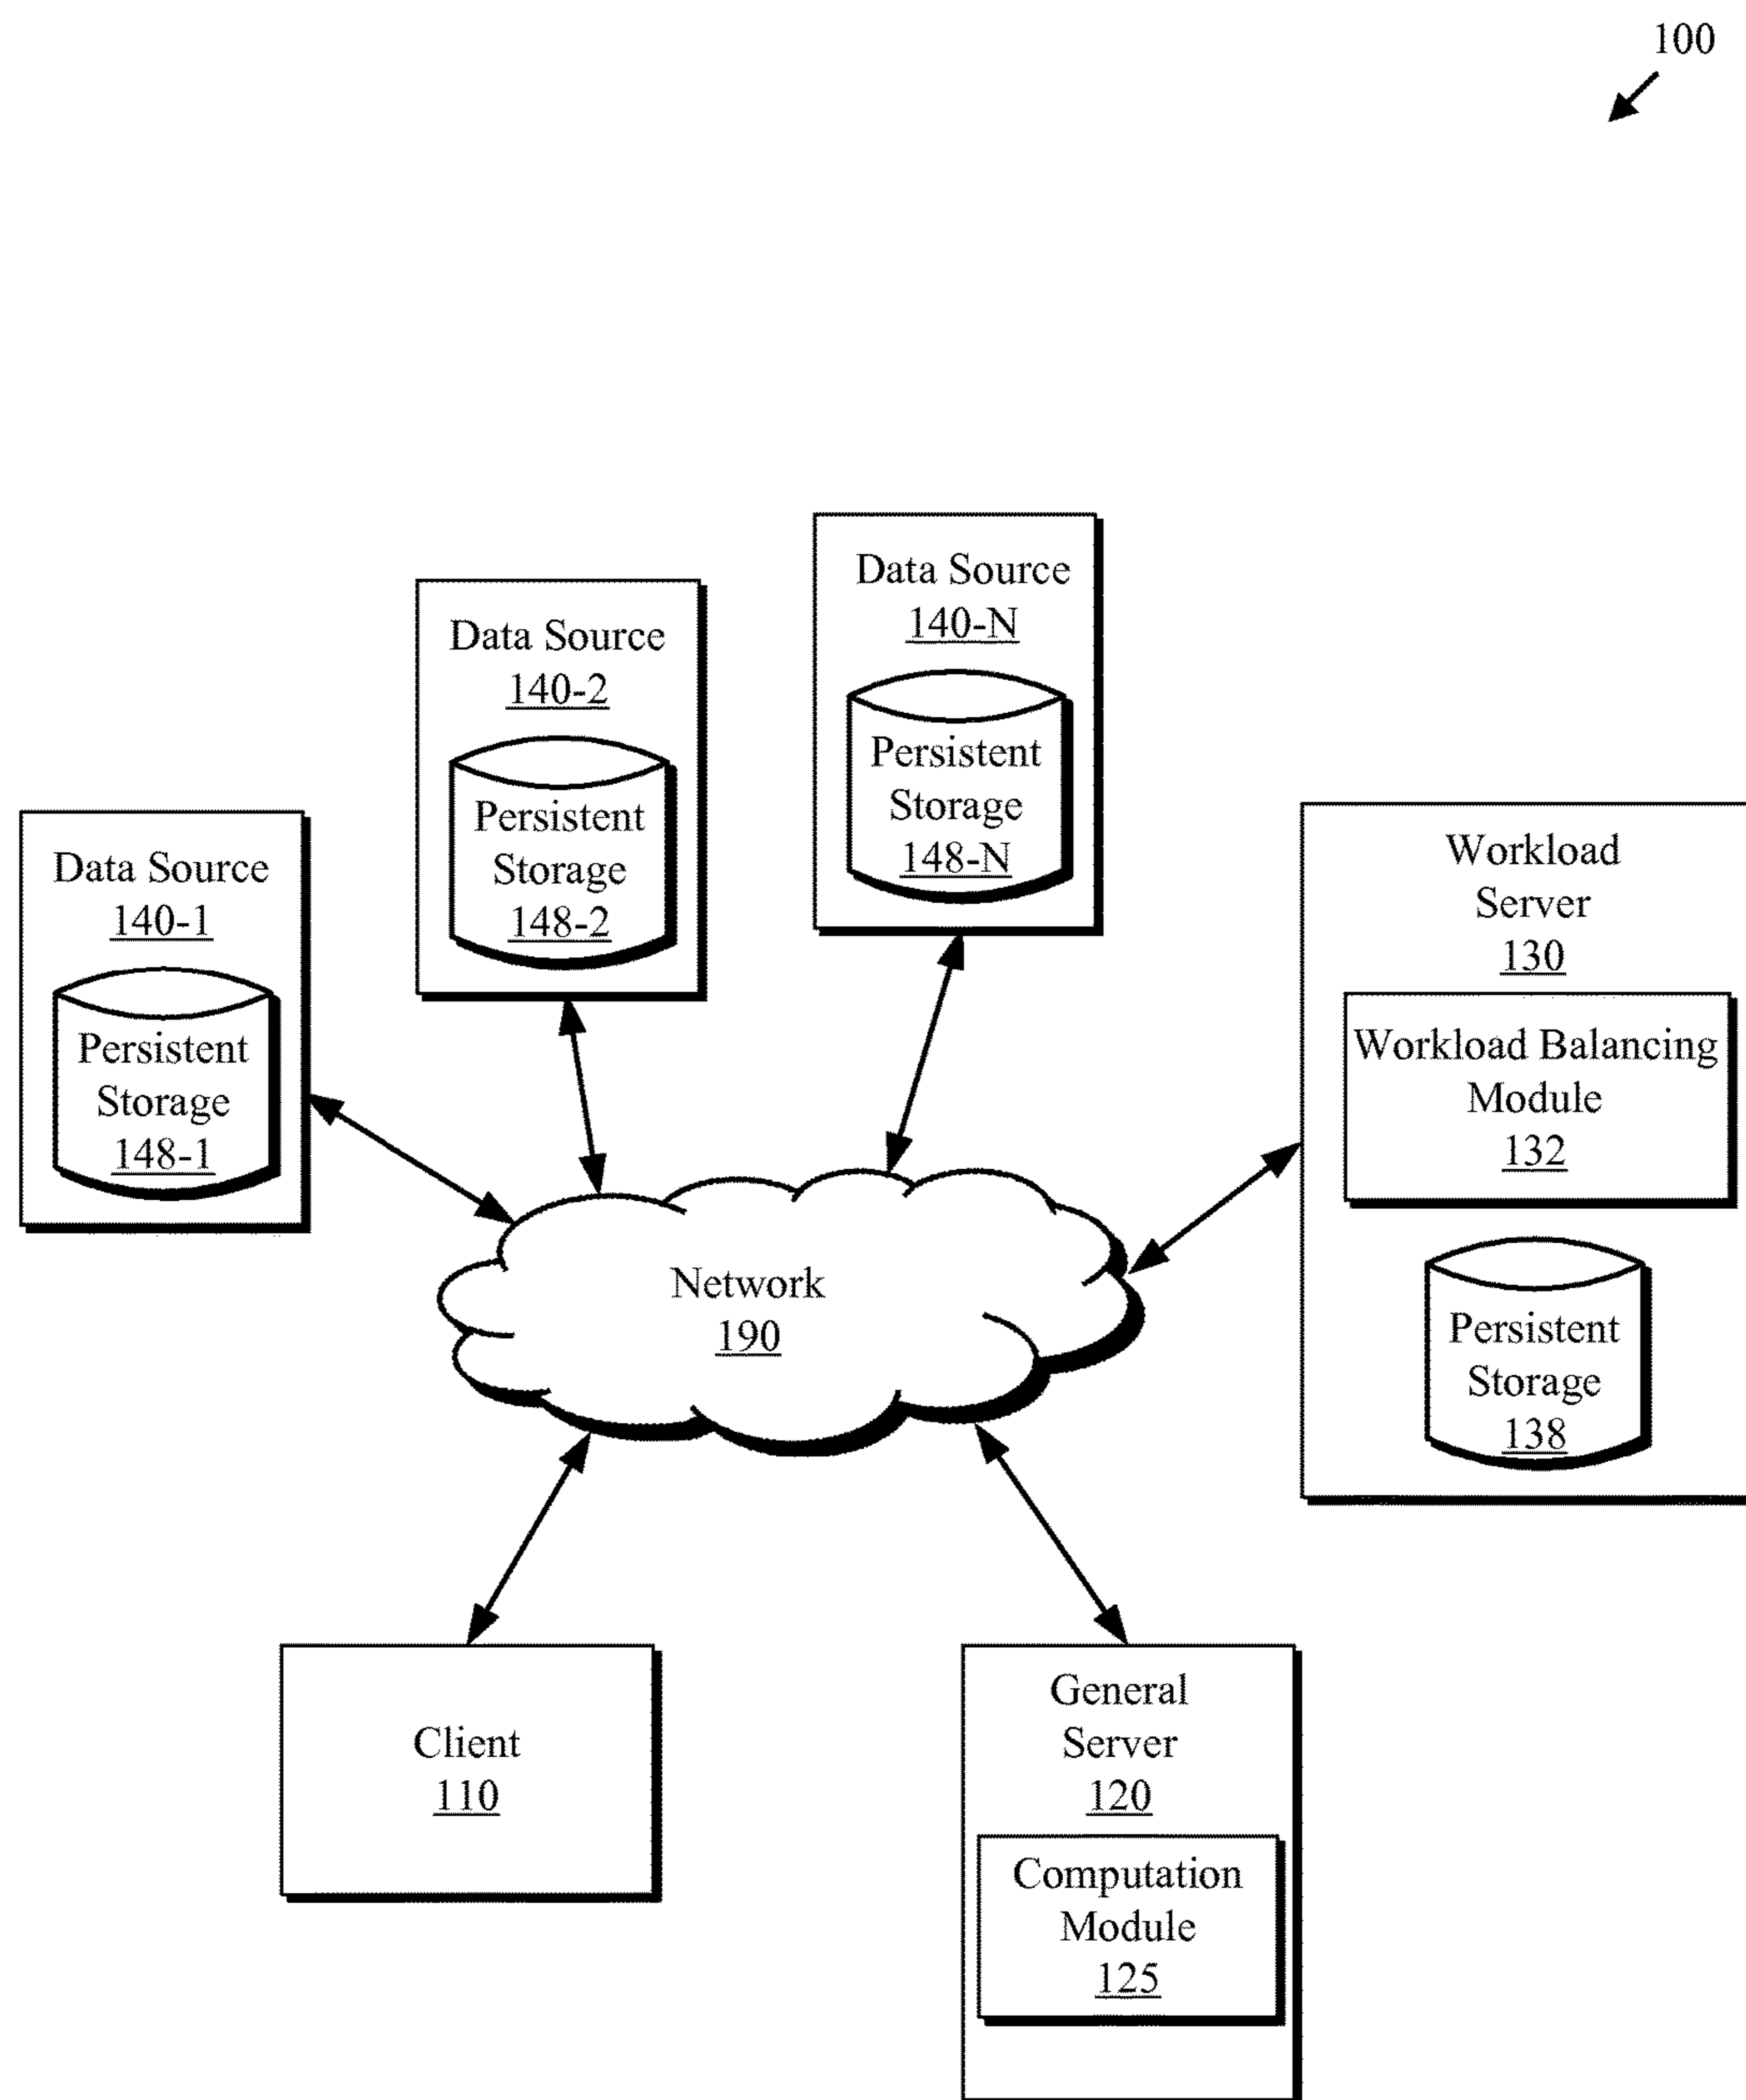 100
Data Source
140-N
Persistent
Storage
148-N
Data Source
140-2
Persistent
Storage
148-2
Data Source
140-1
Persistent
Storage
148-1
Workload
Server
130
Workload Balancing
Module
132
Persistent
Storage
138
Network
190
Client
110
General
Server
120
Computation
Module
125